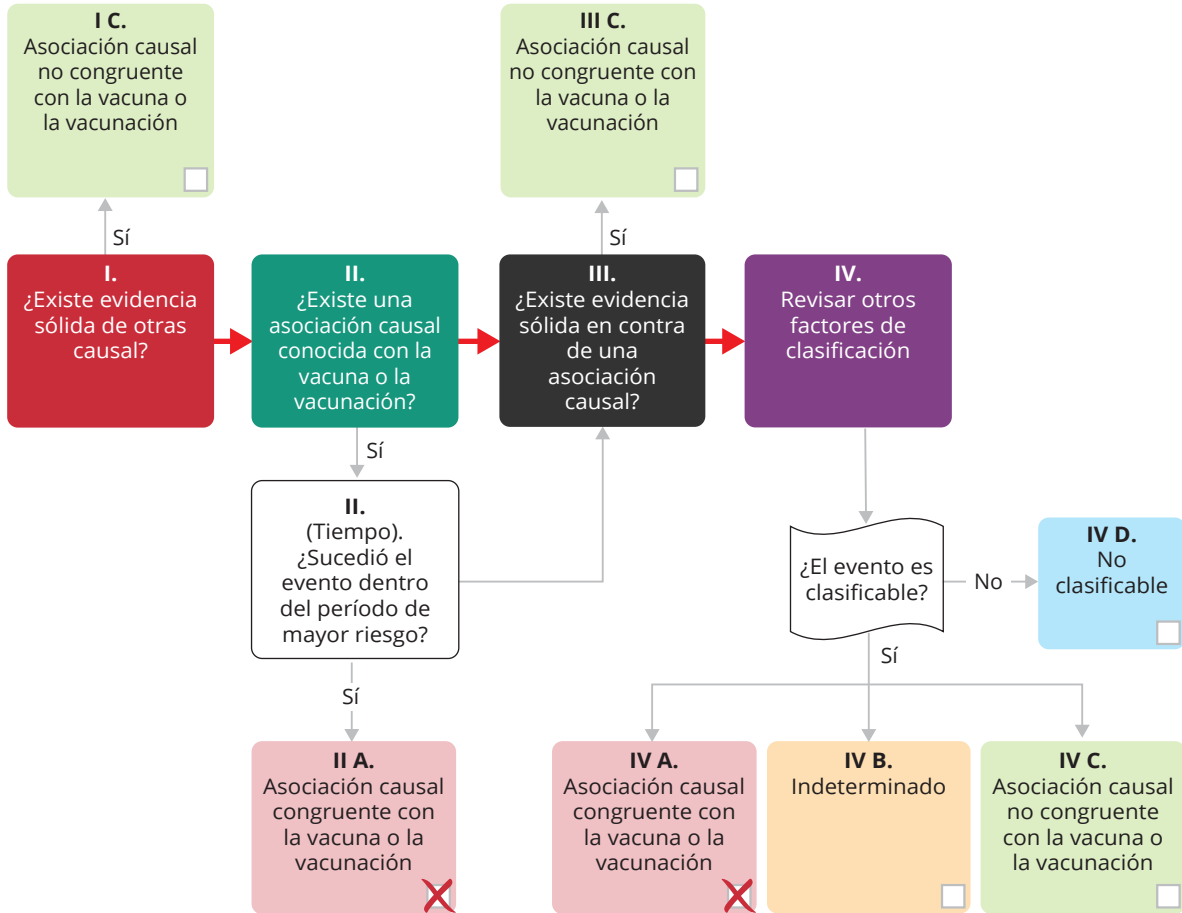 I C.
Asociación causal
no congruente
con la vacuna o
la vacunación
III C.
Asociación causal
no congruente con
la vacuna o la
vacunación
Sí
Sí
I.
¿Existe evidencia
sólida de otras
causal?
II.
¿Existe una
asociación causal
conocida con la
vacuna o la
vacunación?
III.
¿Existe evidencia
sólida en contra
de una
asociación
causal?
IV.
Revisar otros
factores de
clasificación
Sí
II.
(Tiempo).
¿Sucedió el
evento dentro
del período de
mayor riesgo?
¿El evento es
clasificable?
No
IV D.
No
clasificable
Sí
Sí
II A.
Asociación causal
congruente con
la vacuna o la
vacunación
IV A.
Asociación causal
congruente con
la vacuna o la
vacunación
IV B.
Indeterminado
IV C.
Asociación causal
no congruente
con la vacuna o
la vacunación